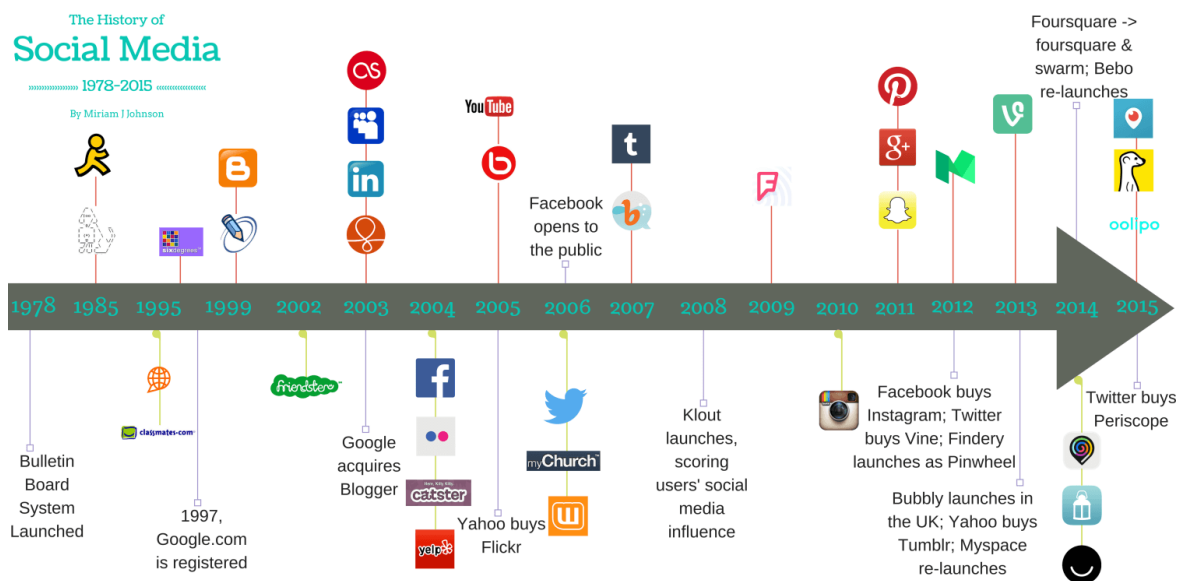 The History of
Social Media
1978-2015
By Miriam J Johnson
Foursquare ->
foursquare &
swarm; Bebo
re-launches
YouTube
Facebook
opens to
the public
sixdegrees™
oolipo
1978
1985
1995
1999
2002
2003
2004
2005
2006
2007
2008
2009
2010
2011
2012
2013
2014
2015
Bulletin
Board
System
Launched
classmates.com
1997,
Google.com
is registered
friendster™
Google
acquires
Blogger
catster
yelp
Yahoo buys
Flickr
myChurch
Klout
launches,
scoring
users' social
media
influence
Facebook buys
Instagram; Twitter
buys Vine; Findery
launches as Pinwheel
Bubbly launches in
the UK; Yahoo buys
Tumblr; Myspace
re-launches
Twitter buys
Periscope